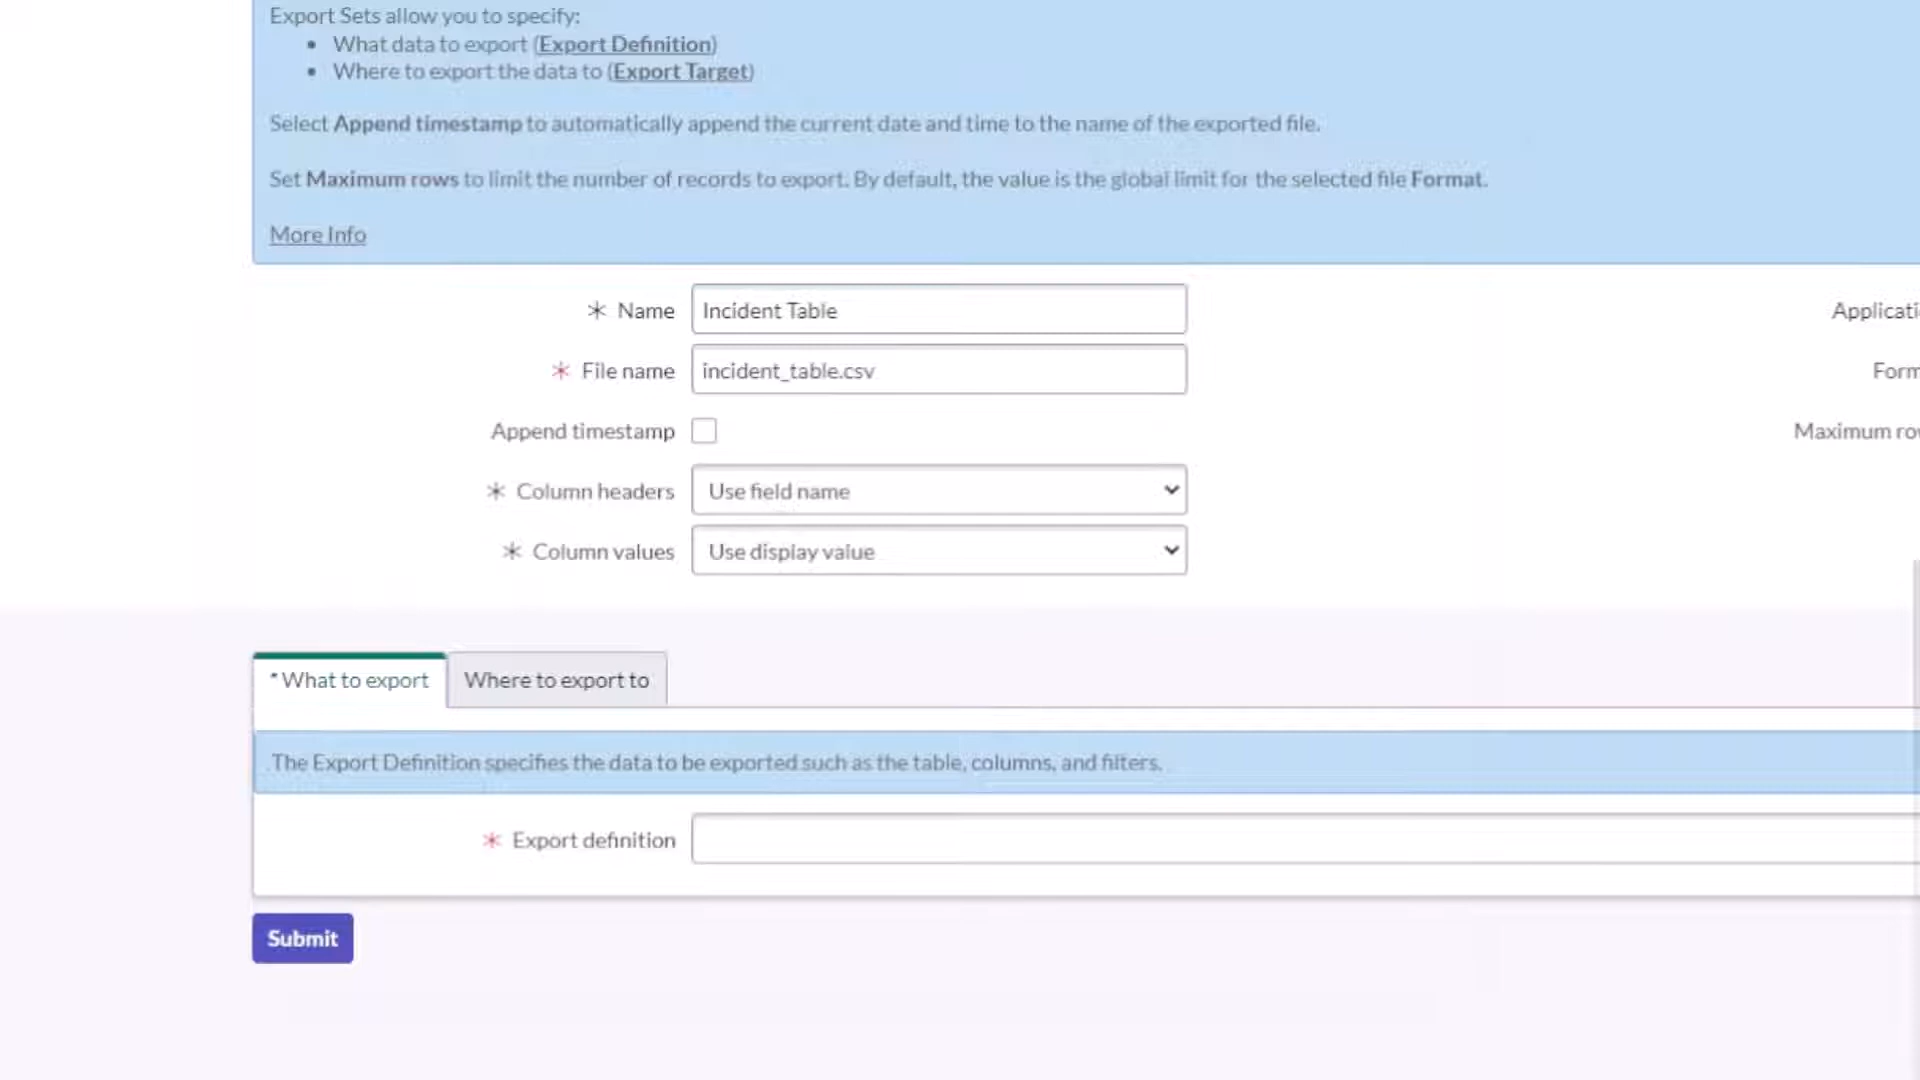 Export Sets allow you to specify:
• What data to export (Export Definition)
• Where to export the data to (Export Target)
Select Append timestamp to automatically append the current date and time to the name of the exported file.
Set Maximum rows to limit the number of records to export. By default, the value is the global limit for the selected file Format.
More Info
* Name Incident Table Applicati
* File name incident_table.csv Form
Append timestamp Maximum ro
* Column headers Use field name
* Column values Use display value
* What to export Where to export to
The Export Definition specifies the data to be exported such as the table, columns, and filters.
* Export definition
Submit